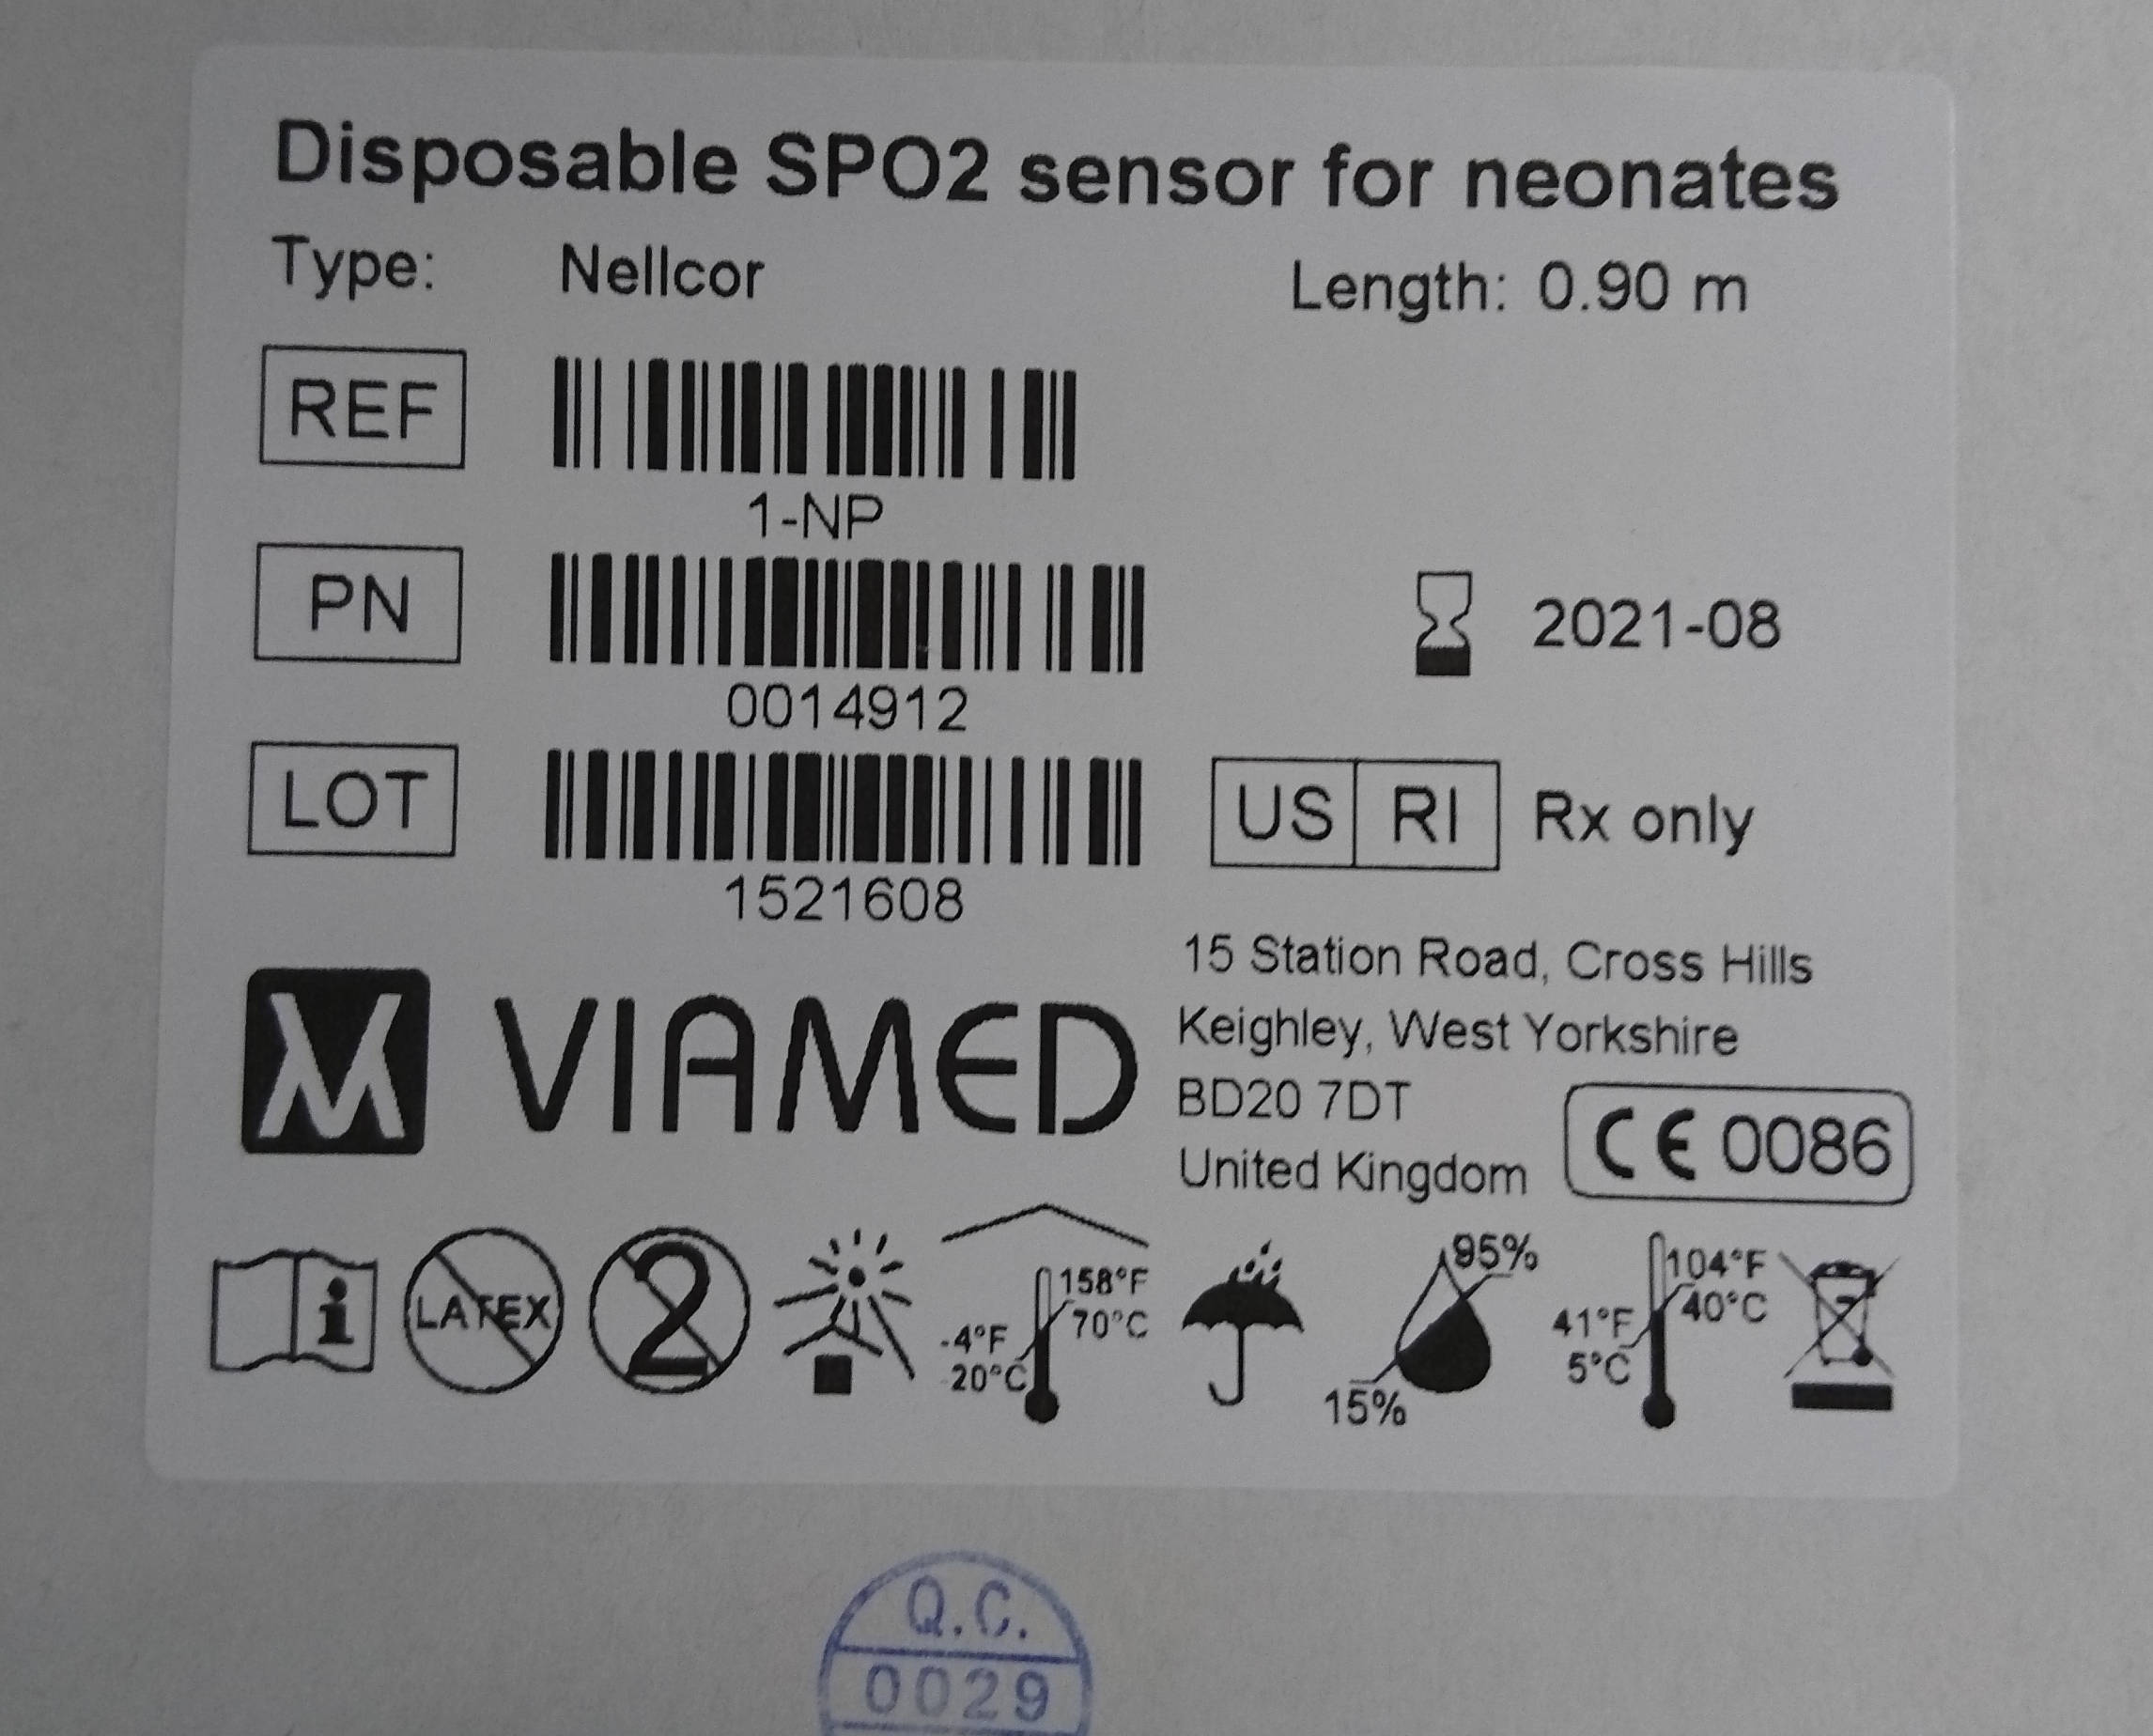 Disposable SPO2 sensor for neonates
Type: Nellcor Length: 0.90 m
REF
1-NP
PN
0014912
2021-08
LOT
1521608
US RI Rx only
VIAMED
15 Station Road, Cross Hills
Keighley, West Yorkshire
BD20 7DT
United Kingdom
CE 0086
i
LATEX
2
158°F
70°C
-4°F
20°C
95%
15%
104°F
40°C
41°F
5°C
Q.C.
0029